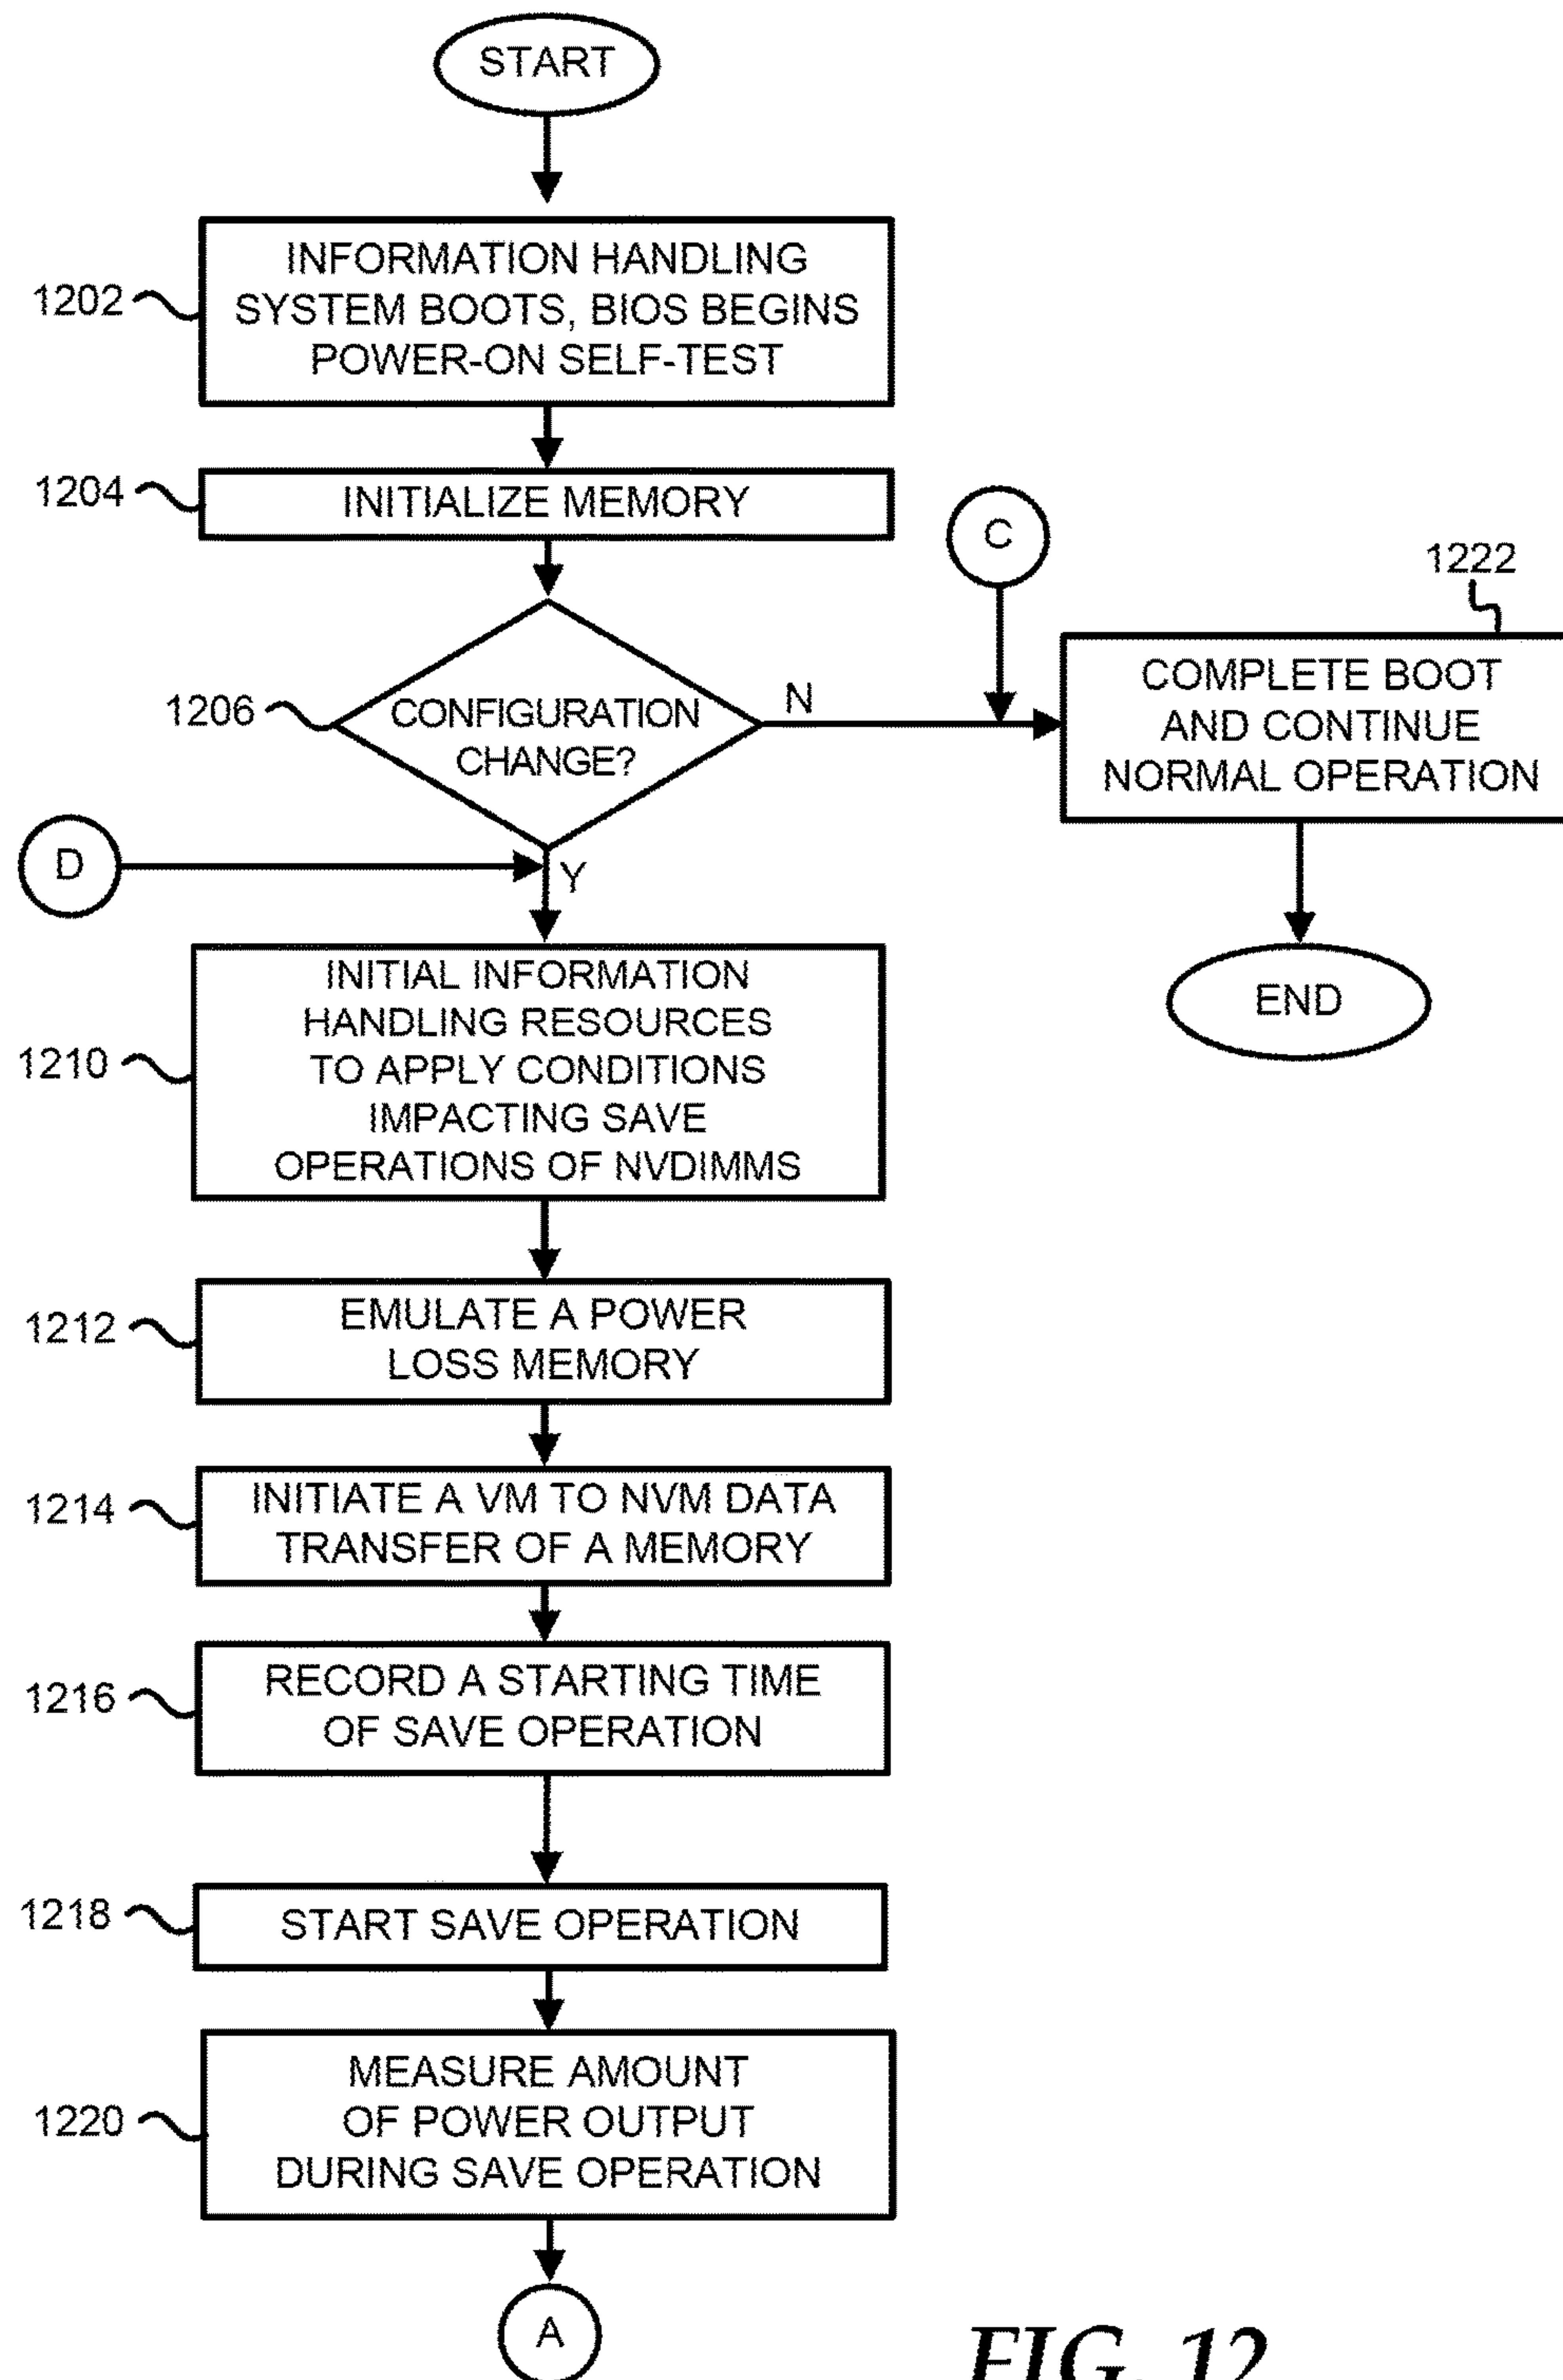 START
1202
INFORMATION HANDLING
SYSTEM BOOTS, BIOS BEGINS
POWER-ON SELF-TEST
1204
INITIALIZE MEMORY
C
1222
1206
CONFIGURATION
CHANGE?
N
COMPLETE BOOT
AND CONTINUE
NORMAL OPERATION
D
Y
END
1210
INITIAL INFORMATION
HANDLING RESOURCES
TO APPLY CONDITIONS
IMPACTING SAVE
OPERATIONS OF NVDIMMS
1212
EMULATE A POWER
LOSS MEMORY
1214
INITIATE A VM TO NVM DATA
TRANSFER OF A MEMORY
1216
RECORD A STARTING TIME
OF SAVE OPERATION
1218
START SAVE OPERATION
1220
MEASURE AMOUNT
OF POWER OUTPUT
DURING SAVE OPERATION
A
FIG. 12